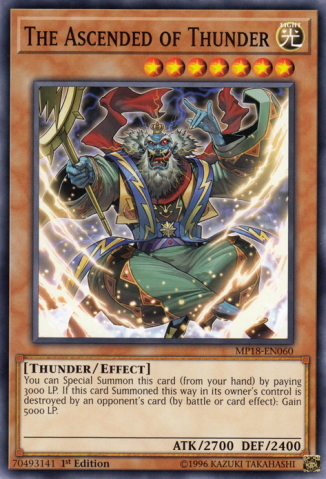 THE ASCENDED OF THUNDER
LIGHT
光
MP18-EN060
[THUNDER/EFFECT]
You can Special Summon this card (from your hand) by paying
3000 LP. If this card Summoned this way in its owner's control is
destroyed by an opponent's card (by battle or card effect): Gain
5000 LP.
ATK/2700 DEF/2400
70493141 1st Edition ©1996 KAZUKI TAKAHASHI